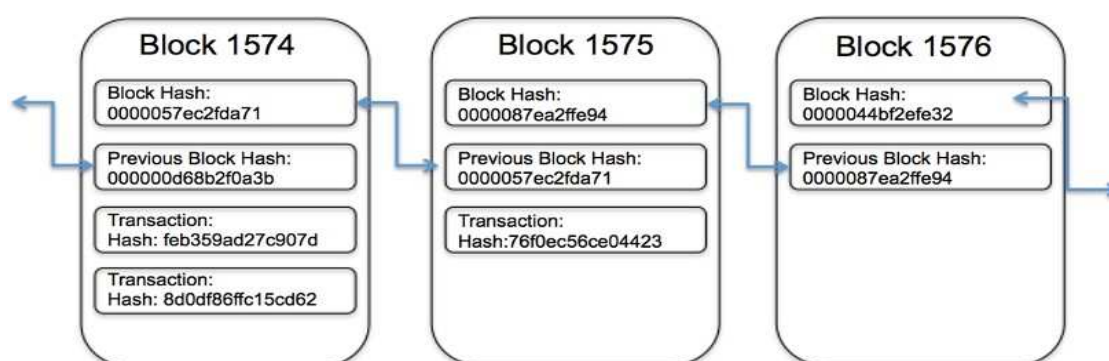 Block 1574
Block Hash:
0000057ec2fda71
Previous Block Hash:
000000d68b2f0a3b
Transaction:
Hash: feb359ad27c907d
Transaction:
Hash: 8d0df86ffc15cd62
Block 1575
Block Hash:
0000087ea2ffe94
Previous Block Hash:
0000057ec2fda71
Transaction:
Hash:76f0ec56ce04423
Block 1576
Block Hash:
0000044bf2efe32
Previous Block Hash:
0000087ea2ffe94